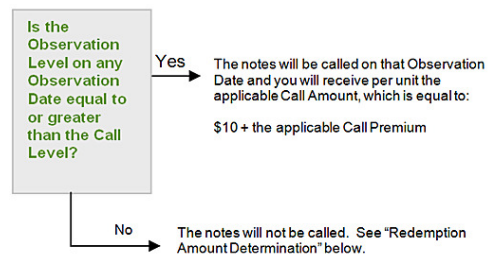 Is the
Observation
Level on any
Observation
Date equal to
or greater
than the Call
Level?
Yes
The notes will be called on that Observation
Date and you will receive per unit the
applicable Call Amount, which is equal to:
$10 + the applicable Call Premium
No
The notes will not be called.  See “Redemption
Amount Determination” below.